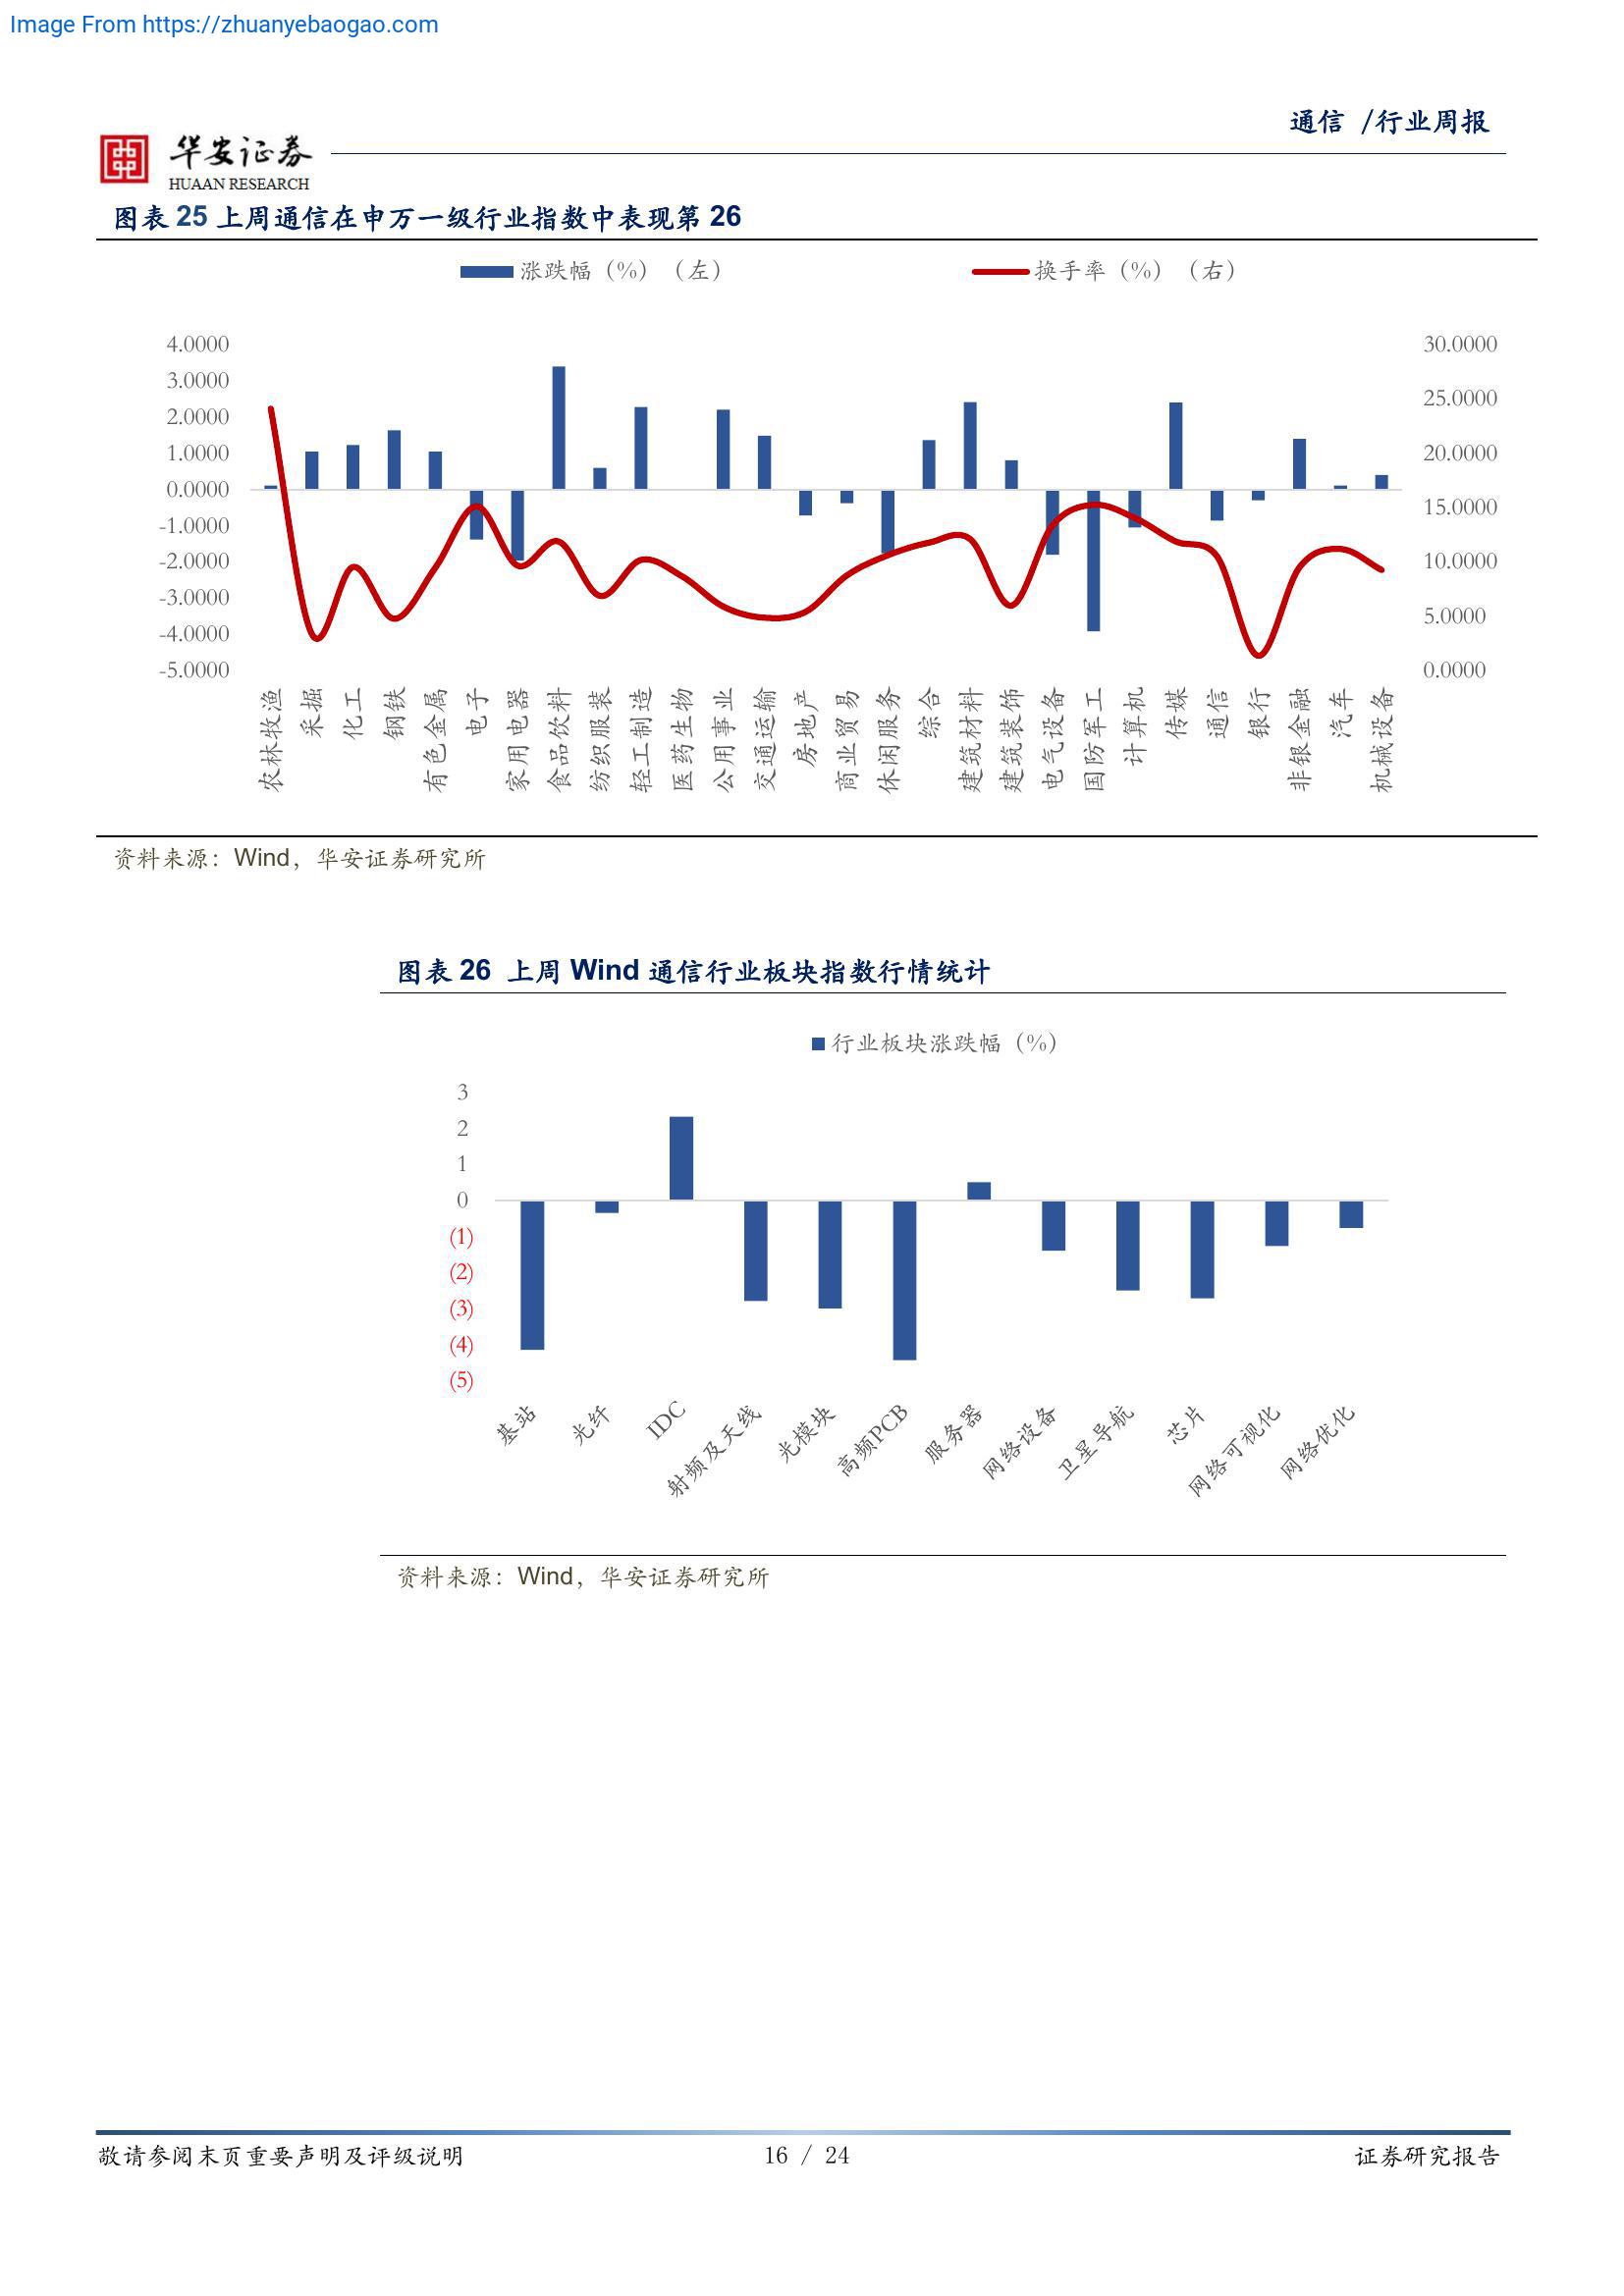 Image From https://zhuanyebaogao.com
通信 /行业周报
华安证券
HUAAN RESEARCH
图表 25 上周通信在申万一级行业指数中表现第 26
涨跌幅（%）（左） 换手率（%）（右）
4.0000 30.0000
3.0000 25.0000
2.0000 20.0000
1.0000 15.0000
0.0000 10.0000
-1.0000 5.0000
-2.0000 0.0000
-3.0000
-4.0000
-5.0000
农林牧渔
采掘
化工
钢铁
有色金属
电子
家用电器
食品饮料
纺织服装
轻工制造
医药生物
公用事业
交通运输
房地产
商业贸易
休闲服务
综合
建筑材料
建筑装饰
电气设备
国防军工
计算机
传媒
通信
银行
非银金融
汽车
机械设备
资料来源：Wind，华安证券研究所
图表 26 上周 Wind 通信行业板块指数行情统计
行业板块涨跌幅（%）
3
2
1
0
(1)
(2)
(3)
(4)
(5)
基站
光纤
IDC
射频及天线
光模块
高频PCB
服务器
网络设备
卫星导航
芯片
网络可视化
网络优化
资料来源：Wind，华安证券研究所
敬请参阅末页重要声明及评级说明 16 / 24 证券研究报告